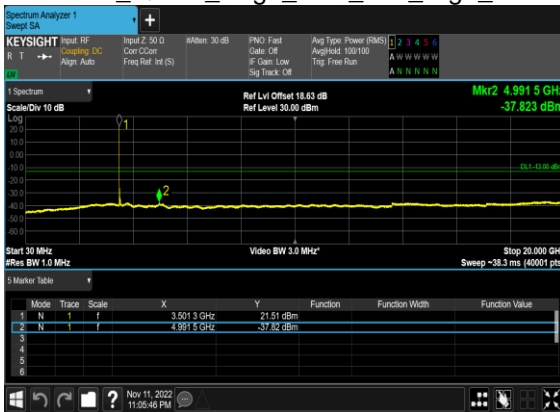 Spectrum Analyzer 1
Swept SA
+
KEYSIGHT Input: RF Input Z: 50 Ω #Atten: 30 dB PNO: Fast Avg Type: Power (RMS) 1 2 3 4 5 6
R T Coupling: DC Corr CCorr Gate: Off Avg|Hold: 100/100 A W W W W W
Align: Auto Freq Ref: Int (S) IF Gain: Low Trig: Free Run
Sig Track: Off A N N N N N
1 Spectrum Ref Lvl Offset 18.63 dB Mkr2 4.991 5 GHz
Scale/Div 10 dB Ref Level 30.00 dBm -37.823 dBm
Log
1
20.0
10.0
0.00
-10.0
DL1 -13.00 dBm
-20.0
2
-30.0
-40.0
-50.0
-60.0
Start 30 MHz Video BW 3.0 MHz* Stop 20.000 GH
#Res BW 1.0 MHz Sweep ~38.3 ms (40001 pts
5 Marker Table
Mode Trace Scale X Y Function Function Width Function Value
1 N 1 f 3.501 3 GHz 21.51 dBm
2 N 1 f 4.991 5 GHz -37.82 dBm
3
4
5
6
? Nov 11, 2022
11:05:46 PM